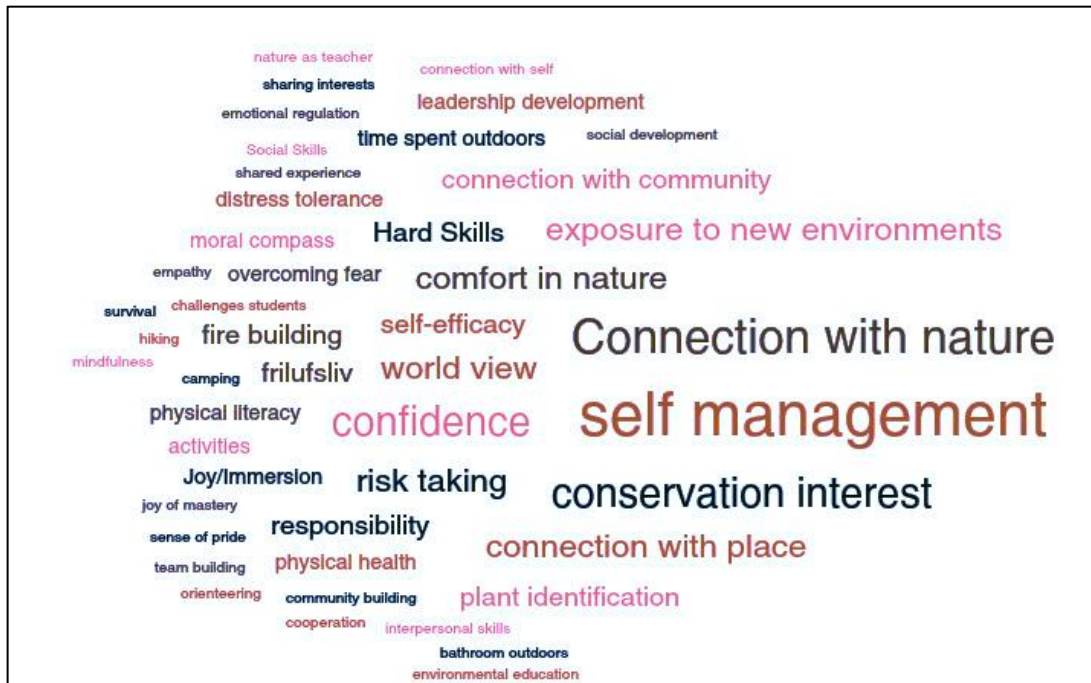 nature as teacher
connection with self
sharing interests
leadership development
emotional regulation
time spent outdoors
social development
Social Skills
shared experience
connection with community
distress tolerance
moral compass
Hard Skills
exposure to new environments
empathy
overcoming fear
comfort in nature
survival
challenges students
hiking
fire building
self-efficacy
Connection with nature
mindfulness
camping
frilufsliv
world view
physical literacy
confidence
self management
activities
Joy/Immersion
risk taking
conservation interest
joy of mastery
sense of pride
responsibility
connection with place
team building
physical health
orienteering
community building
plant identification
cooperation
interpersonal skills
bathroom outdoors
environmental education